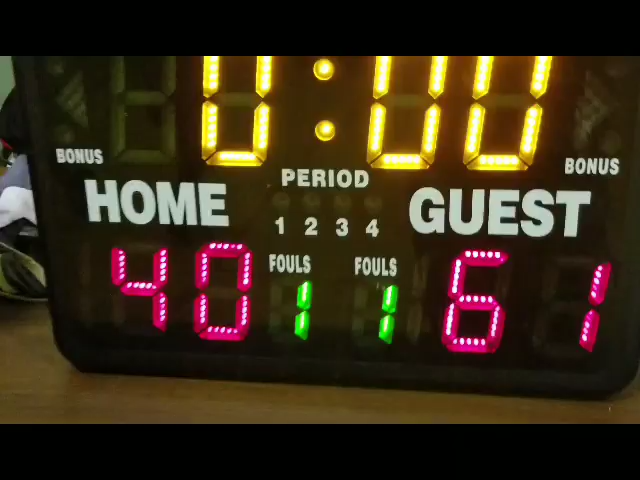 0:00
BONUS PERIOD BONUS
HOME 1 2 3 4 GUEST
FOULS FOULS
40 1 1 61